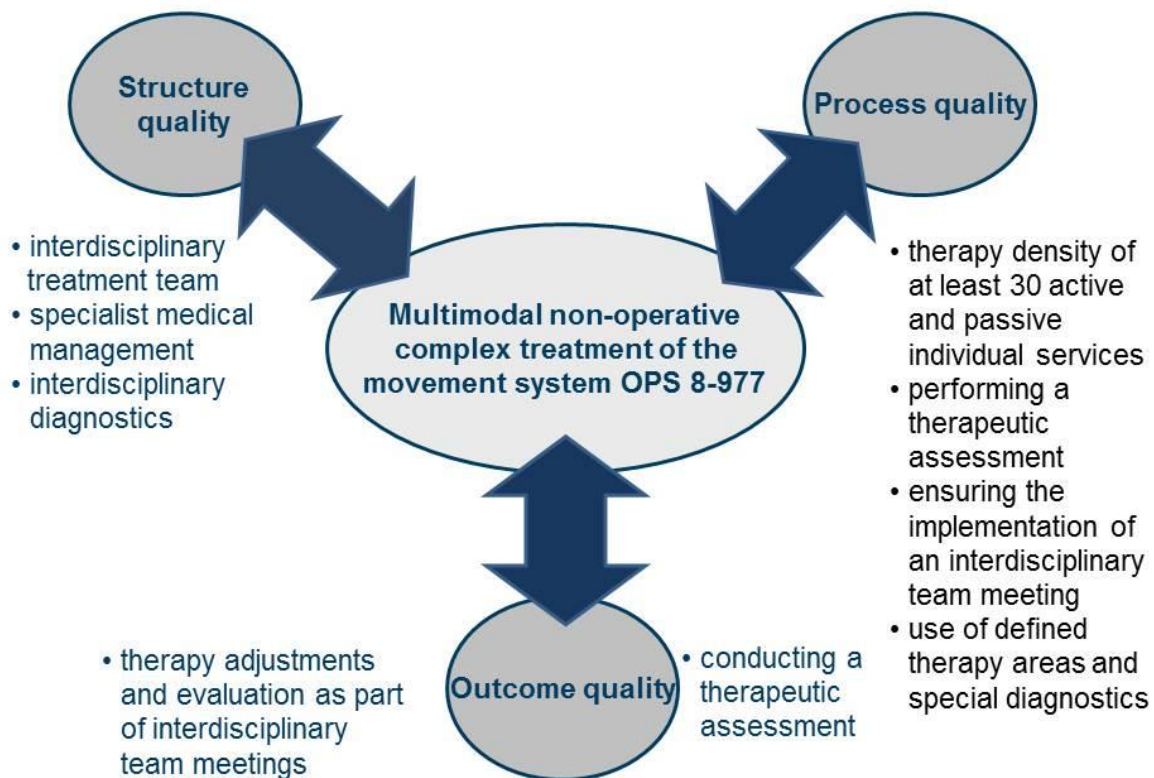 Structure
quality
Process quality
• interdisciplinary
treatment team
• specialist medical
management
• interdisciplinary
diagnostics
Multimodal non-operative
complex treatment of the
movement system OPS 8-977
• therapy density of
at least 30 active
and passive
individual services
• performing a
therapeutic
assessment
• ensuring the
implementation of
an interdisciplinary
team meeting
• use of defined
therapy areas and
special diagnostics
• therapy adjustments
and evaluation as part
of interdisciplinary
team meetings
Outcome quality
• conducting a
therapeutic
assessment